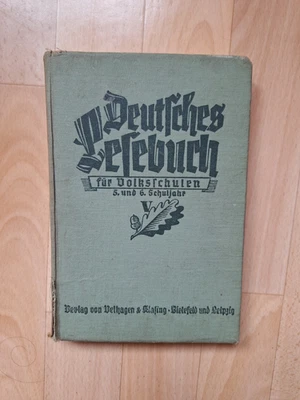 Deutsches
Lesebuch
für Volksschulen
5. und 6. Schuljahr
V
Verlag von Velhagen & Klasing · Bielefeld und Leipzig